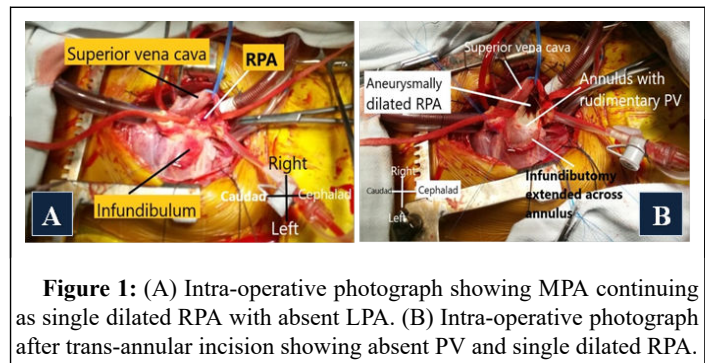 Superior vena cava
RPA
Right
Caudad
Cephalad
Infundibulum
Left
A
Superior vena cava
Aneurysmally
dilated RPA
Annulus with
rudimentary PV
Right
Caudad
Cephalad
Left
Infundibutomy
extended across
annulus
B
Figure 1: (A) Intra-operative photograph showing MPA continuing
as single dilated RPA with absent LPA. (B) Intra-operative photograph
after trans-annular incision showing absent PV and single dilated RPA.